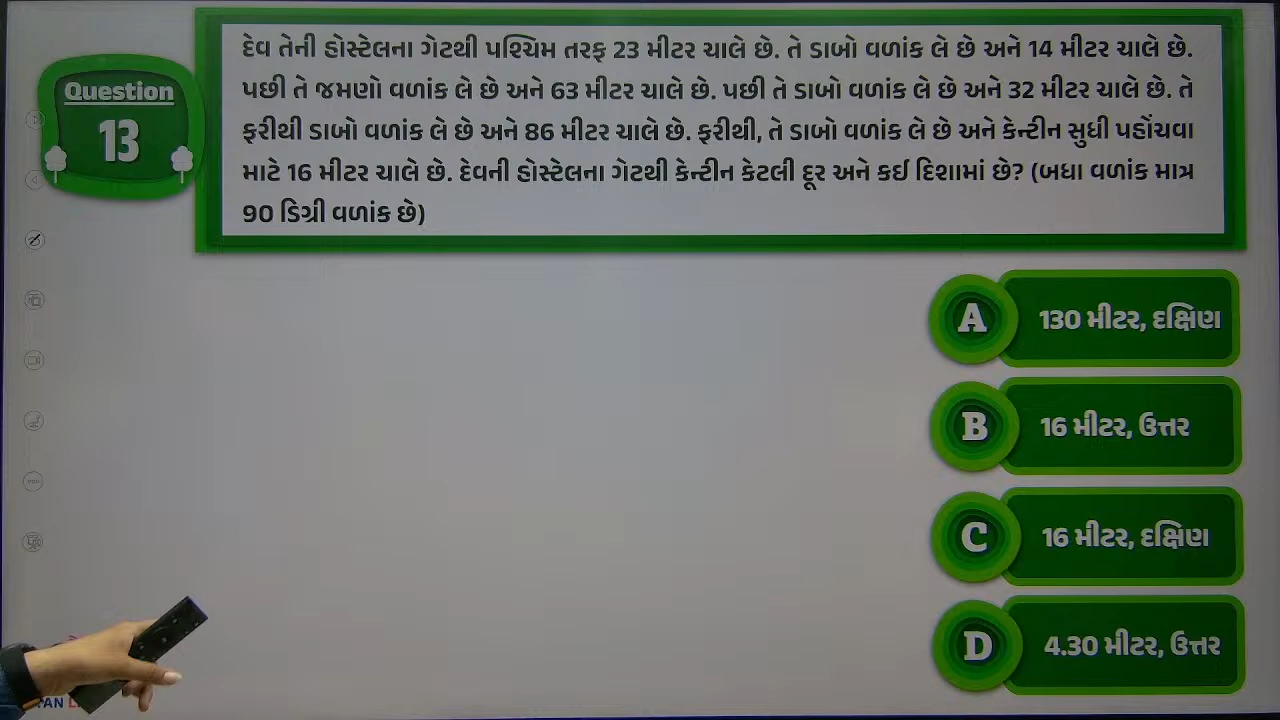 Question
13
દેવ તેની હોસ્ટેલના ગેટથી પશ્ચિમ તરફ 23 મીટર ચાલે છે. તે ડાબો વળાંક લે છે અને 14 મીટર ચાલે છે.
પછી તે જમણો વળાંક લે છે અને 63 મીટર ચાલે છે. પછી તે ડાબો વળાંક લે છે અને 32 મીટર ચાલે છે. તે
ફરીથી ડાબો વળાંક લે છે અને 86 મીટર ચાલે છે. ફરીથી, તે ડાબો વળાંક લે છે અને કેન્ટીન સુધી પહોંચવા
માટે 16 મીટર ચાલે છે. દેવની હોસ્ટેલના ગેટથી કેન્ટીન કેટલી દૂર અને કઈ દિશામાં છે? (બધા વળાંક માત્ર
90 ડિગ્રી વળાંક છે)
A 130 મીટર, દક્ષિણ
B 16 મીટર, ઉત્તર
C 16 મીટર, દક્ષિણ
D 4.30 મીટર, ઉત્તર